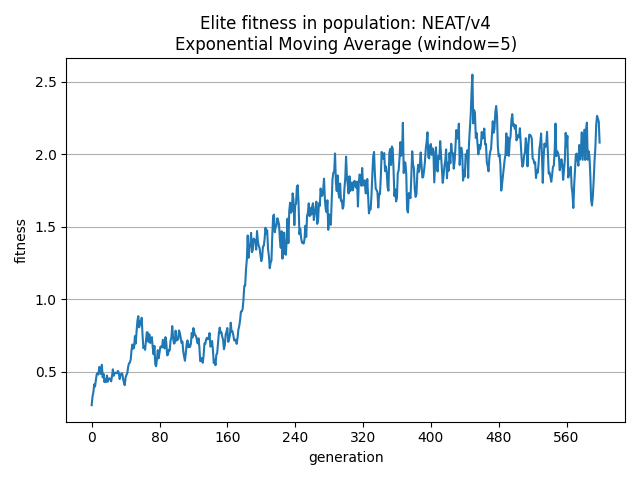 Elite fitness in population: NEAT/v4
Exponential Moving Average (window=5)
2.5
2.0
1.5
1.0
0.5
fitness
0 80 160 240 320 400 480 560
generation